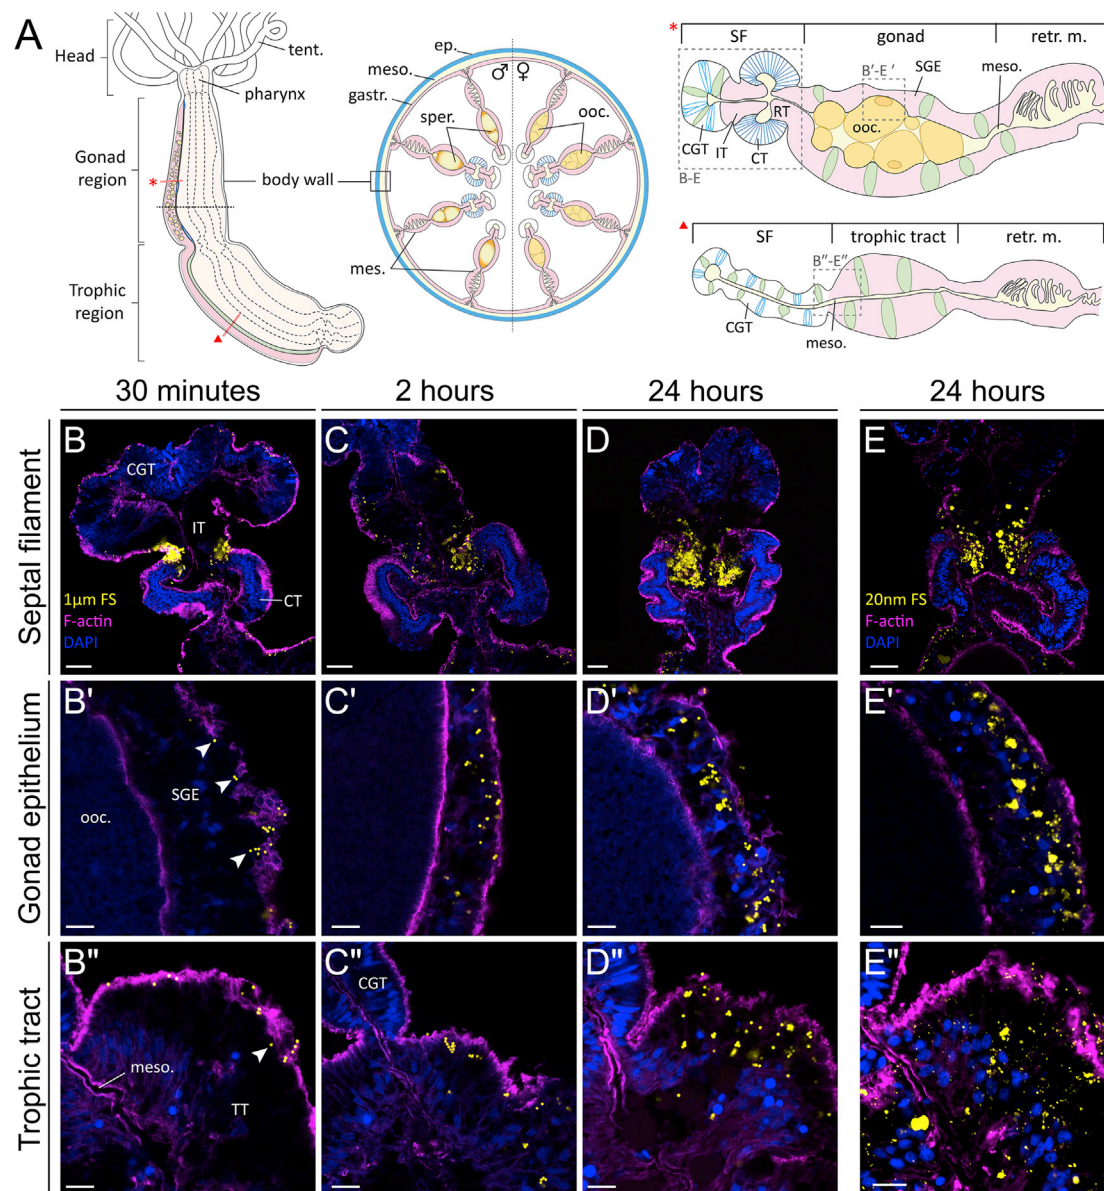 A
Head
tent.
pharynx
Gonad
region
*
body wall
Trophic
region
▲
ep.
meso.
gastr.
♂ ♀
sper.
ooc.
mes.
*
SF
gonad
retr. m.
B'-E'
SGE
meso.
ooc.
RT
CGT
IT
CT
B-E
▲
SF
trophic tract
retr. m.
B"-E"
CGT
meso.
30 minutes
2 hours
24 hours
24 hours
Septal filament
B
CGT
IT
CT
1µm FS
F-actin
DAPI
C
D
E
20nm FS
F-actin
DAPI
Gonad epithelium
B'
SGE
ooc.
C'
D'
E'
Trophic tract
B"
meso.
TT
C"
CGT
D"
E"